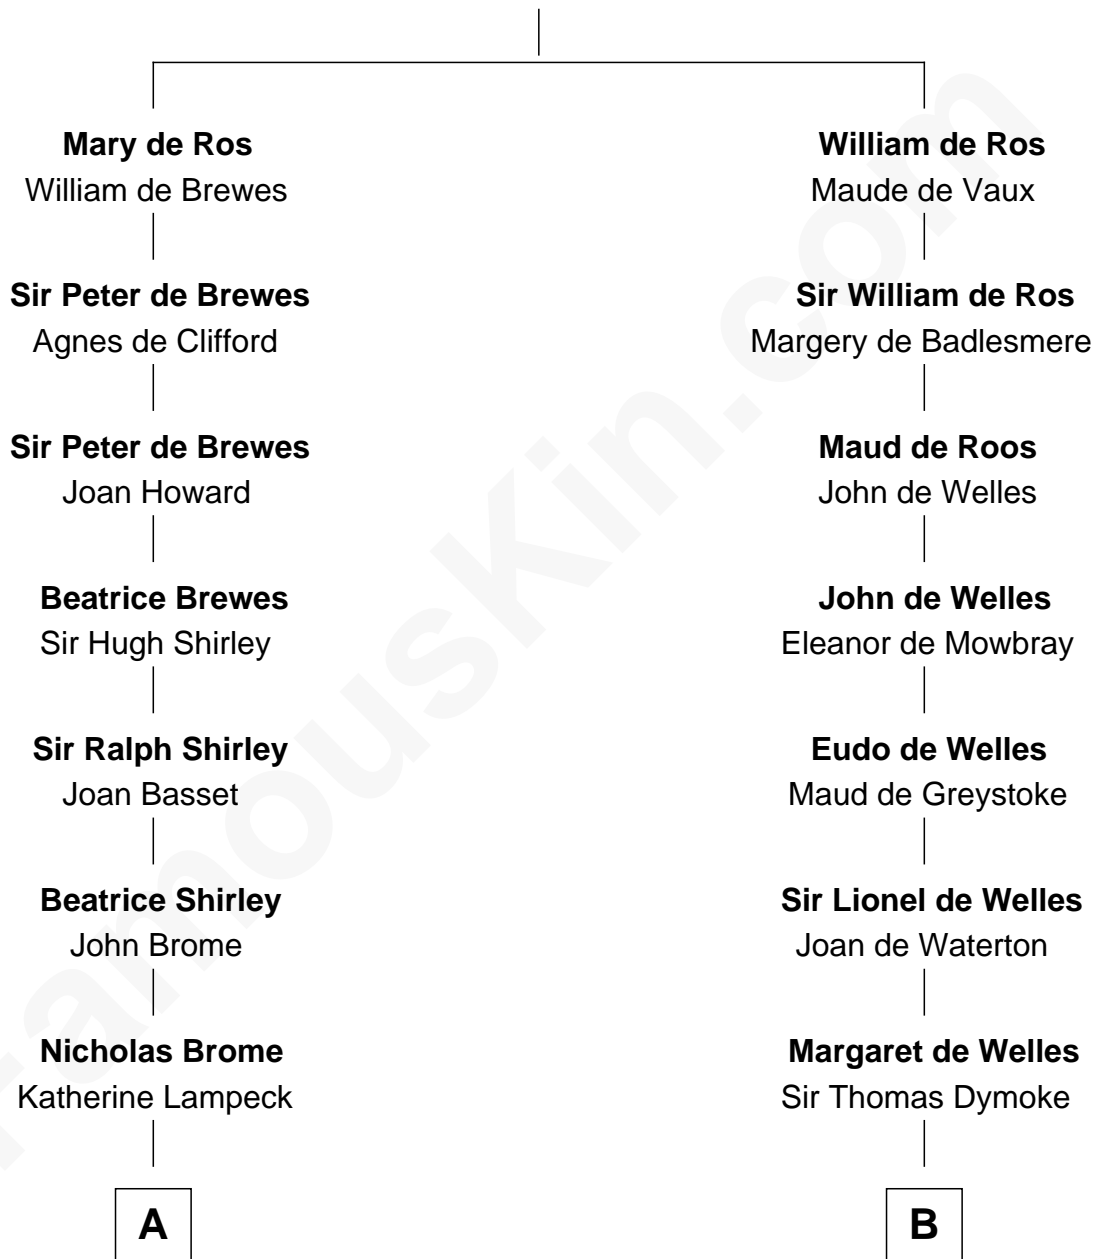 Mary de Ros
William de Brewes
Sir Peter de Brewes
Agnes de Clifford
Sir Peter de Brewes
Joan Howard
Beatrice Brewes
Sir Hugh Shirley
Sir Ralph Shirley
Joan Basset
Beatrice Shirley
John Brome
Nicholas Brome
Katherine Lampeck
A
William de Ros
Maude de Vaux
Sir William de Ros
Margery de Badlesmere
Maud de Roos
John de Welles
John de Welles
Eleanor de Mowbray
Eudo de Welles
Maud de Greystoke
Sir Lionel de Welles
Joan de Waterton
Margaret de Welles
Sir Thomas Dymoke
B
FamousKin.com